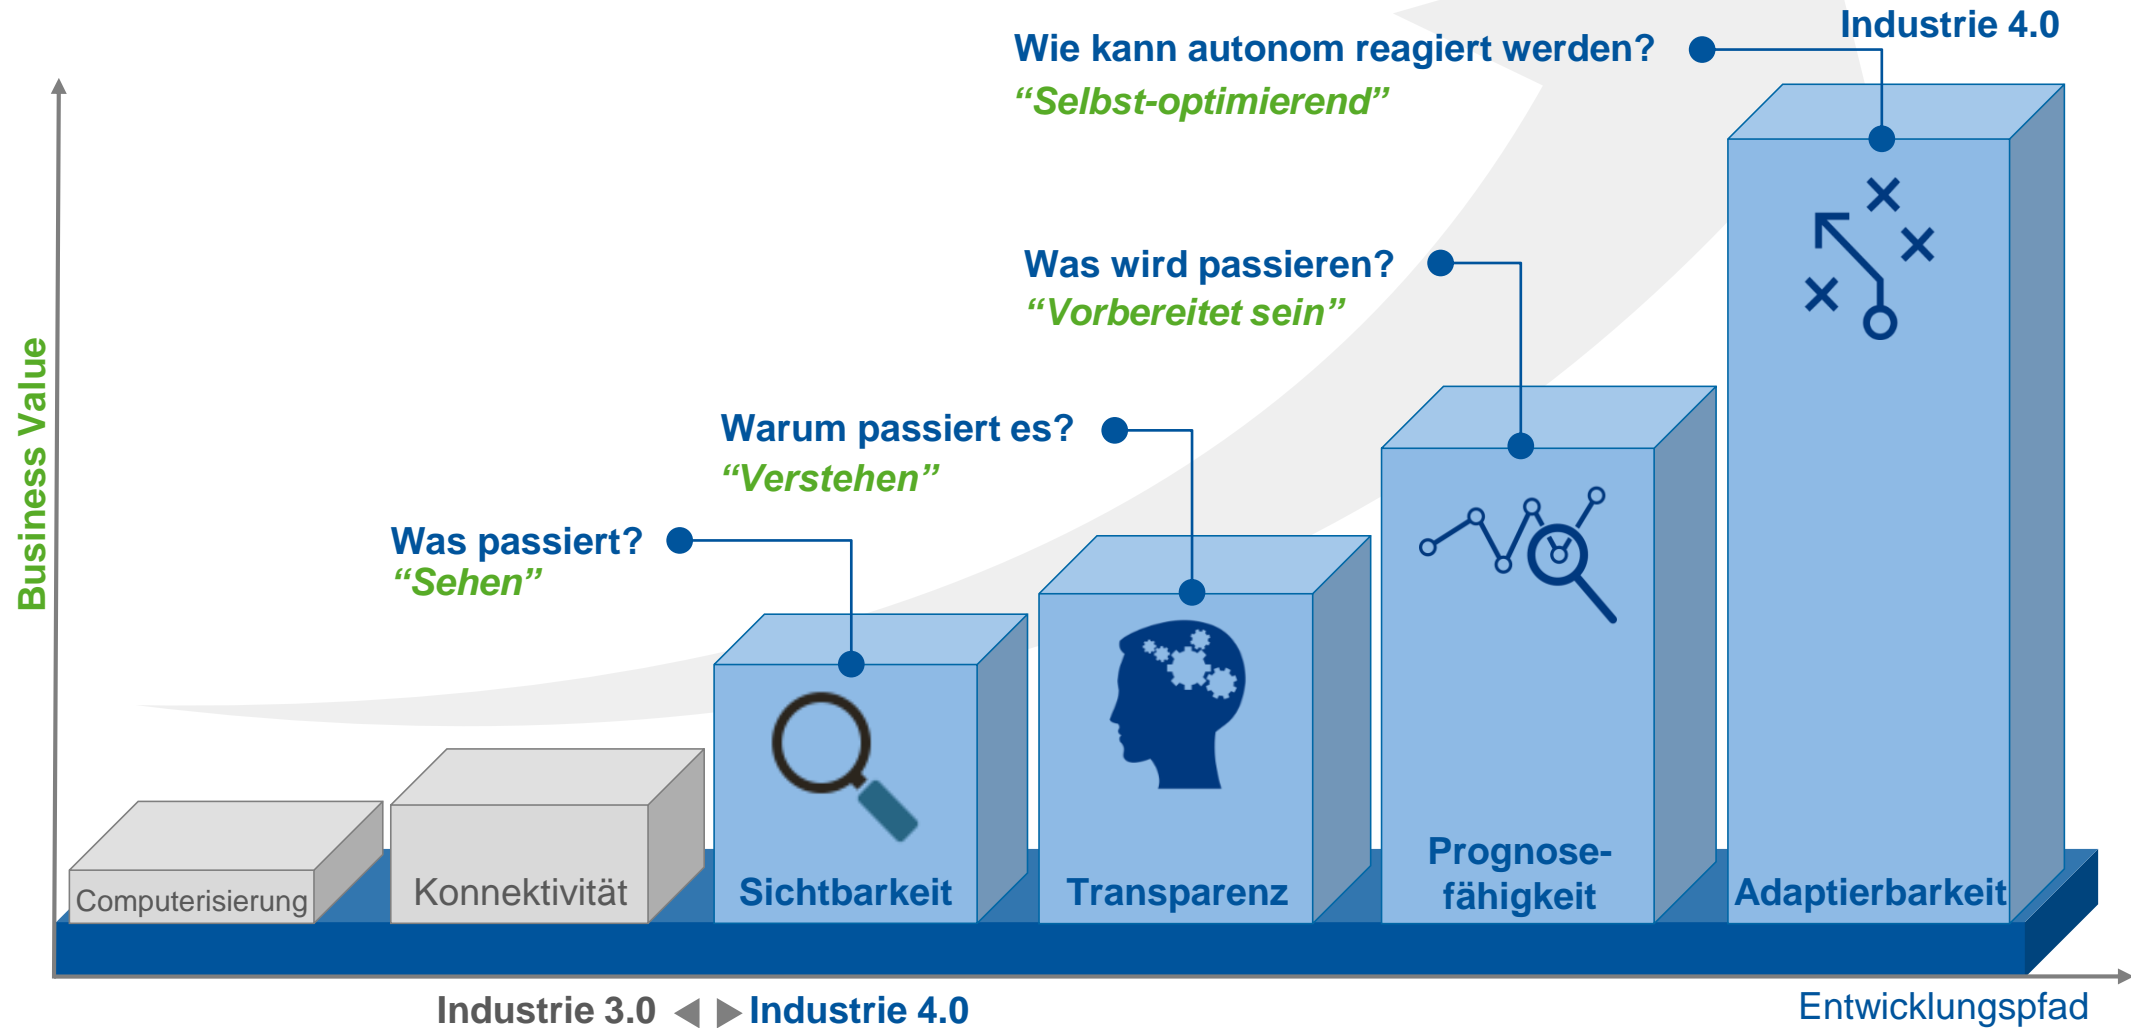 Industrie 4.0
Wie kann autonom reagiert werden?
“Selbst-optimierend”
Was wird passieren?
“Vorbereitet sein”
Warum passiert es?
“Verstehen”
Was passiert?
“Sehen”
Business Value
Computerisierung
Konnektivität
Sichtbarkeit
Transparenz
Prognose-
fähigkeit
Adaptierbarkeit
Industrie 3.0
Industrie 4.0
Entwicklungspfad